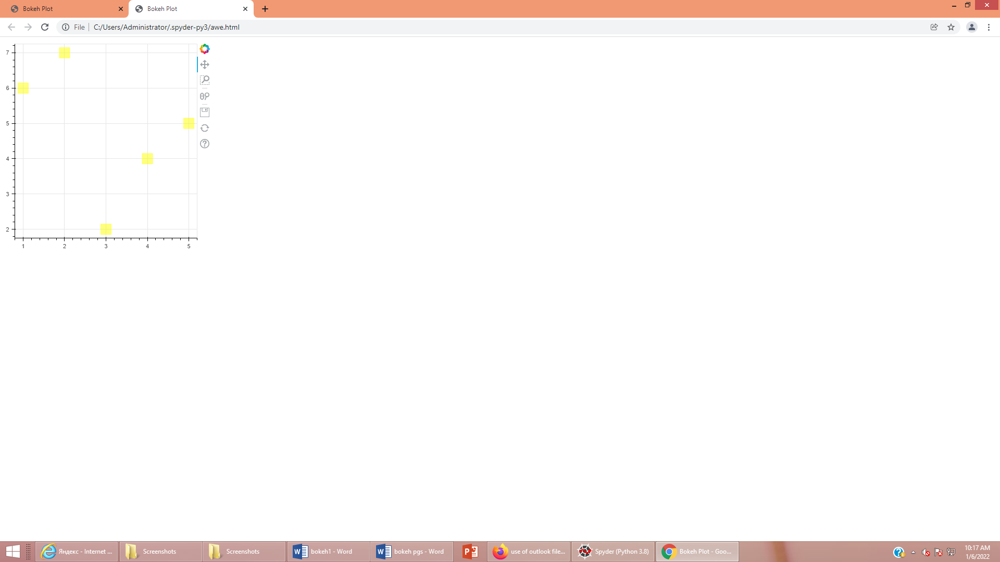 Bokeh Plot
Bokeh Plot
File
C:/Users/Administrator/.spyder-py3/awe.html
7
6
5
4
3
2
1 2 3 4 5
Яндекс - Internet ...
Screenshots
Screenshots
bokeh1 - Word
bokeh pgs - Word
use of outlook file...
Spyder (Python 3.8)
Bokeh Plot - Goo...
10:17 AM
1/6/2022